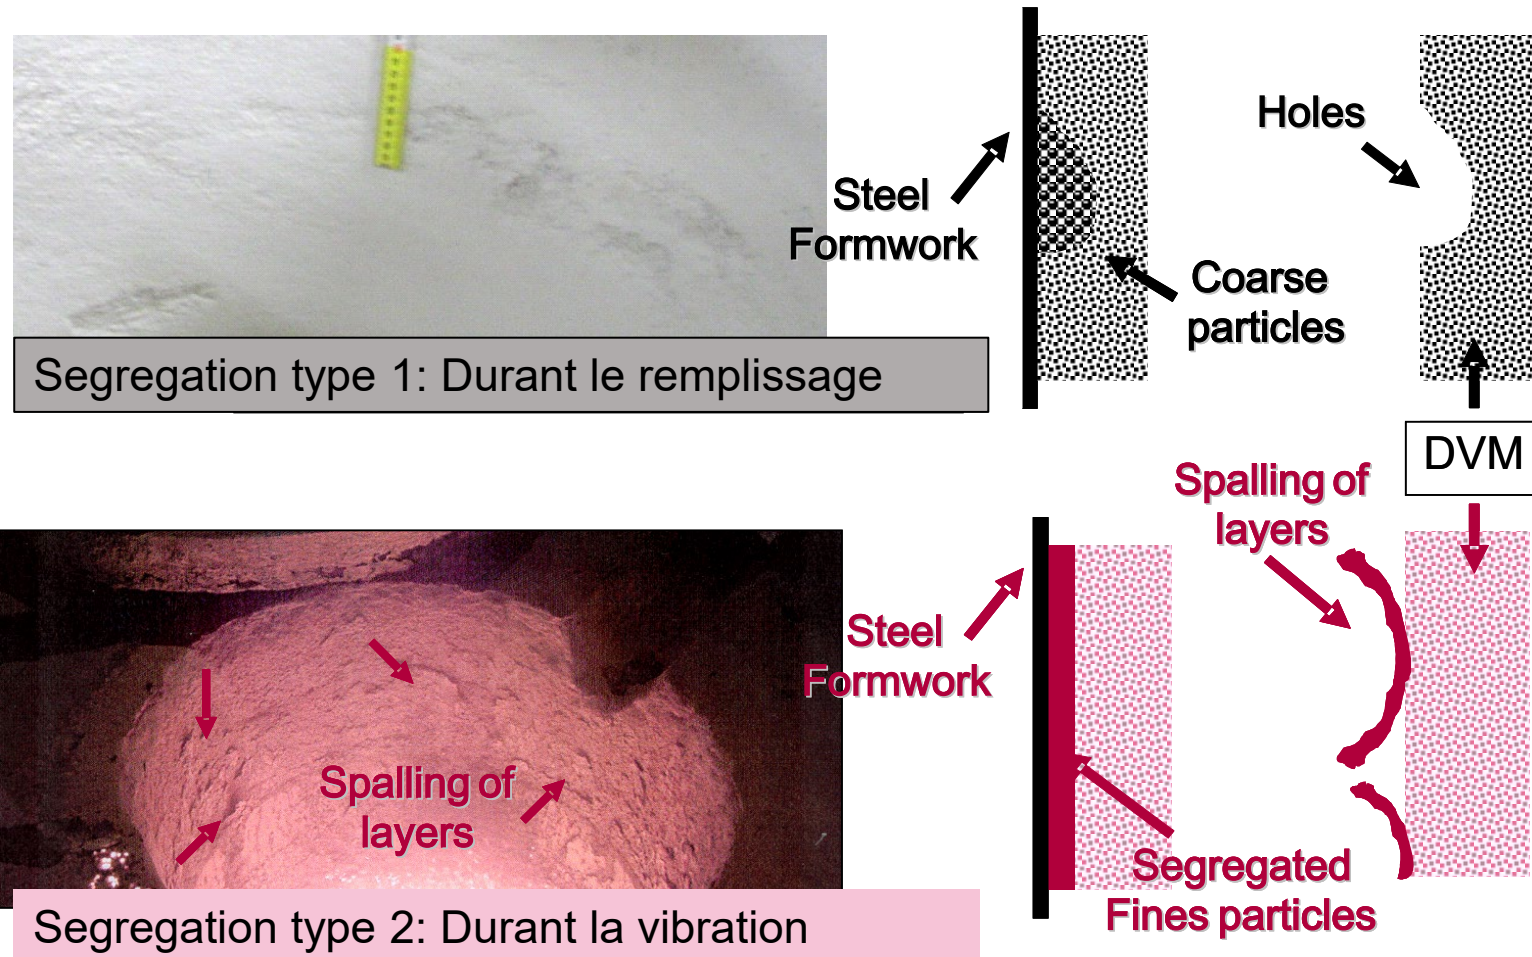 Holes
Steel
Formwork
Coarse
particles
Segregation type 1: Durant le remplissage
DVM
Spalling of
layers
Steel
Formwork
Spalling of
layers
Segregated
Fines particles
Segregation type 2: Durant la vibration